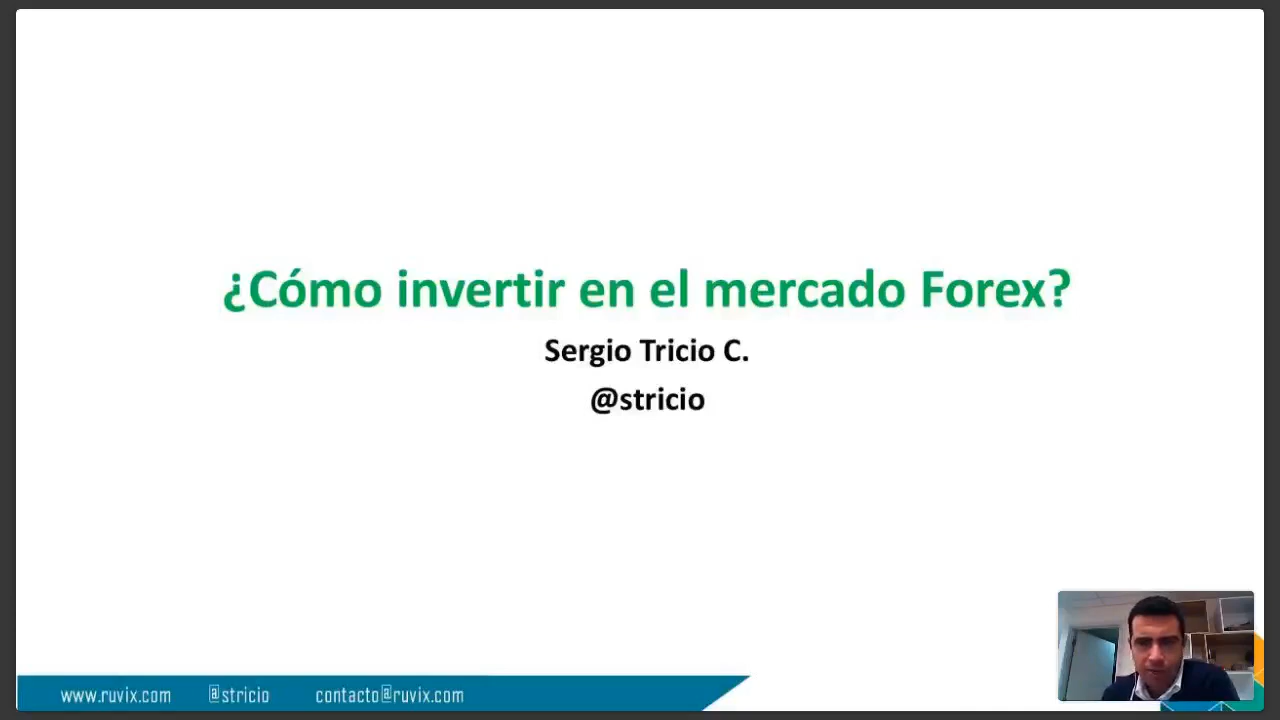 ¿Cómo invertir en el mercado Forex?
Sergio Tricio C.
@stricio
www.ruvix.com @stricio contacto@ruvix.com